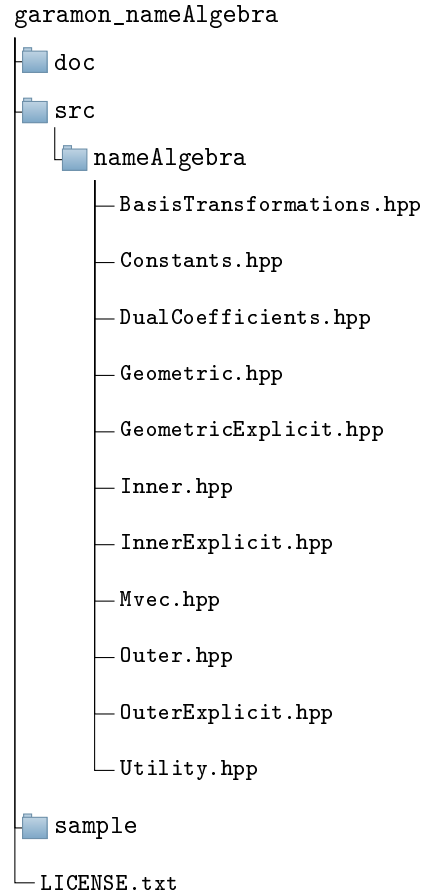 garamon_nameAlgebra
doc
src
nameAlgebra
BasisTransformations.hpp
Constants.hpp
DualCoefficients.hpp
Geometric.hpp
GeometricExplicit.hpp
Inner.hpp
InnerExplicit.hpp
Mvec.hpp
Outer.hpp
OuterExplicit.hpp
Utility.hpp
sample
LICENSE.txt